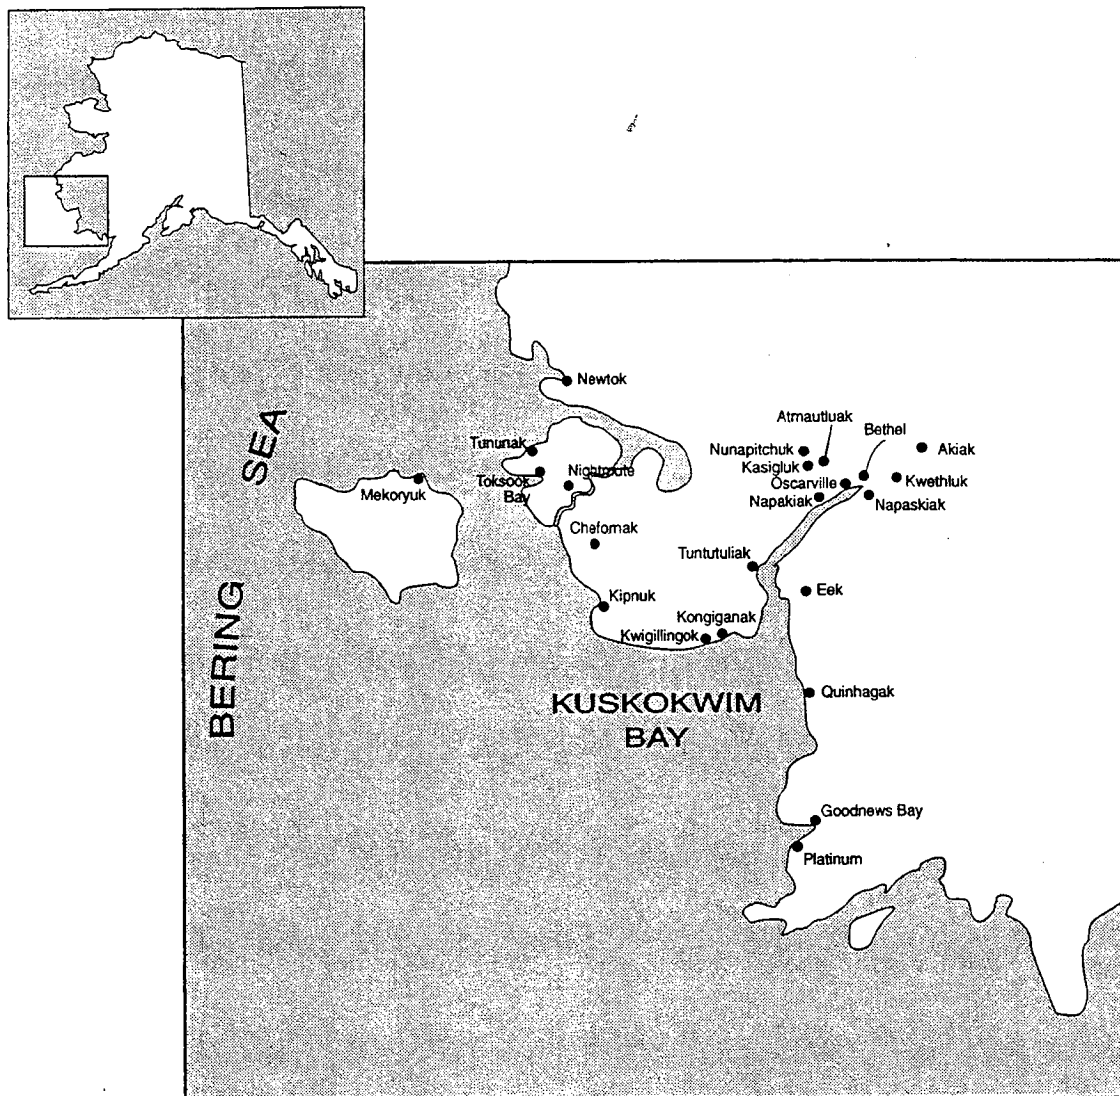 Newtok
Atmautluak
Bethel
Tununak
Nunapitchuk
Akiak
SEA
Kasigluk
Toksook
Bay
Nightmute
Oscarville
Kwethluk
Mekoryuk
Napakiak
Napaskiak
Chefornak
Tuntutuliak
BERING
Kipnuk
Eek
Kongiganak
Kwigillingok
Quinhagak
KUSKOKWIM
BAY
Goodnews Bay
Platinum